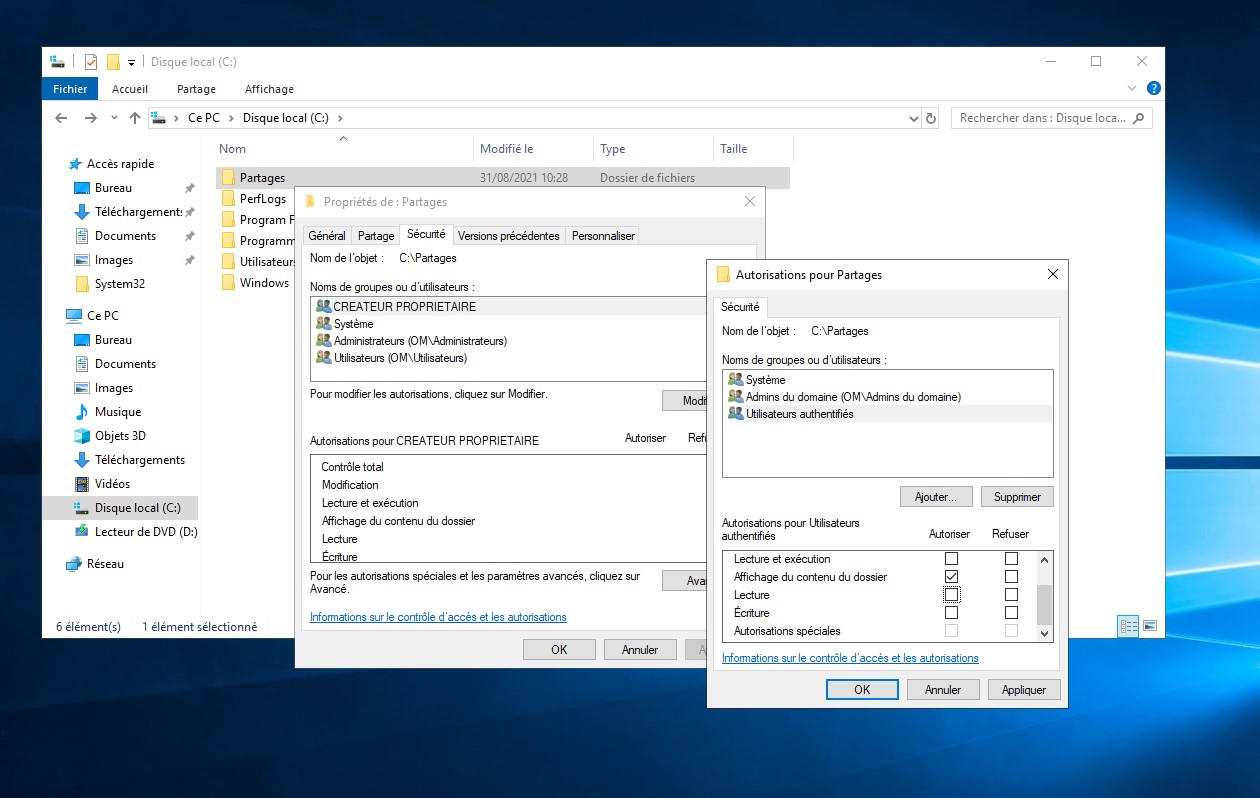 Disque local (C:)
Fichier
Accueil
Partage
Affichage
Ce PC
Disque local (C:)
Rechercher dans : Disque loca...
Accès rapide
Bureau
Téléchargements
Documents
Images
System32
Ce PC
Bureau
Documents
Images
Musique
Objets 3D
Téléchargements
Vidéos
Disque local (C:)
Lecteur de DVD (D:)
Réseau
Nom
Modifié le
Type
Taille
Partages
31/08/2021 10:28
Dossier de fichiers
PerfLogs
Program F
Programm
Utilisateurs
Windows
6 élément(s)
1 élément sélectionné
Propriétés de : Partages
Général
Partage
Sécurité
Versions précédentes
Personnaliser
Nom de l'objet : C:\Partages
Noms de groupes ou d'utilisateurs :
CREATEUR PROPRIETAIRE
Système
Administrateurs (OM\Administrateurs)
Utilisateurs (OM\Utilisateurs)
Pour modifier les autorisations, cliquez sur Modifier.
Modif
Autorisations pour CREATEUR PROPRIETAIRE
Autoriser
Refu
Contrôle total
Modification
Lecture et exécution
Affichage du contenu du dossier
Lecture
Écriture
Pour les autorisations spéciales et les paramètres avancés, cliquez sur
Avancé.
Avan
Informations sur le contrôle d'accès et les autorisations
OK
Annuler
A
Autorisations pour Partages
Sécurité
Nom de l'objet : C:\Partages
Noms de groupes ou d'utilisateurs :
Système
Admins du domaine (OM\Admins du domaine)
Utilisateurs authentifiés
Ajouter...
Supprimer
Autorisations pour Utilisateurs
authentifiés
Autoriser
Refuser
Lecture et exécution
Affichage du contenu du dossier
Lecture
Écriture
Autorisations spéciales
Informations sur le contrôle d'accès et les autorisations
OK
Annuler
Appliquer